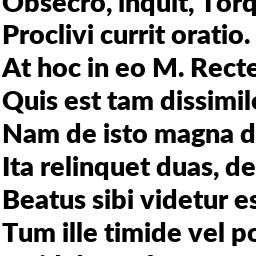 Obsecro, inquit, Torq
Proclivi currit oratio.
At hoc in eo M. Recte
Quis est tam dissimile
Nam de isto magna d
Ita relinquet duas, de
Beatus sibi videtur es
Tum ille timide vel po